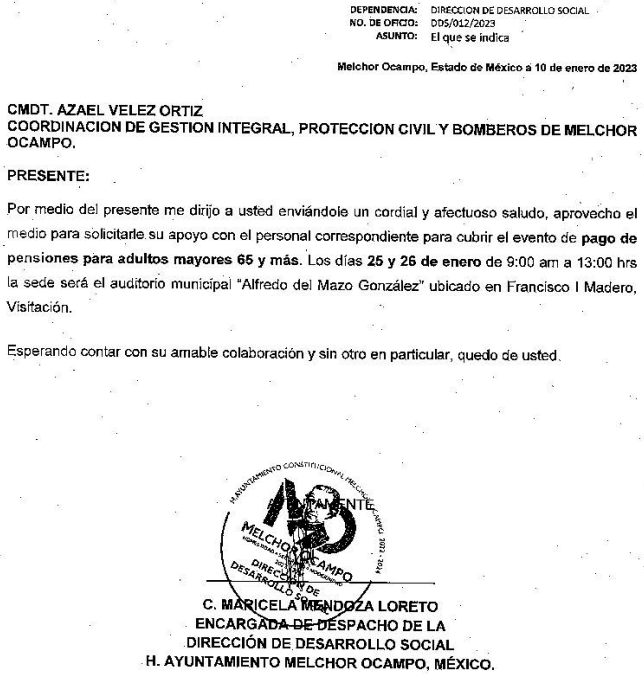 DEPENDENCIA: DIRECCION DE DESARROLLO SOCIAL
NO. DE OFICIO: DDS/012/2023
ASUNTO: El que se indica
Melchor Ocampo, Estado de México a 10 de enero de 2023
CMDT. AZAEL VELEZ ORTIZ
COORDINACION DE GESTION INTEGRAL, PROTECCION CIVIL Y BOMBEROS DE MELCHOR
OCAMPO.
PRESENTE:
Por medio del presente me dirijo a usted enviándole un cordial y afectuoso saludo, aprovecho el
medio para solicitarle su apoyo con el personal correspondiente para cubrir el evento de pago de
pensiones para adultos mayores 65 y más. Los días 25 y 26 de enero de 9:00 am a 13:00 hrs
la sede será el auditorio municipal "Alfredo del Mazo González" ubicado en Francisco I Madero,
Visitación.
Esperando contar con su amable colaboración y sin otro en particular, quedo de usted.
H. AYUNTAMIENTO CONSTITUCIONAL MELCHOR OCAMPO 2022 - 2024
MELCHOR OCAMPO
DIRECCIÓN DE
DESARROLLO SOCIAL
C. MARICELA MENDOZA LORETO
ENCARGADA DE DESPACHO DE LA
DIRECCIÓN DE DESARROLLO SOCIAL
H. AYUNTAMIENTO MELCHOR OCAMPO, MÉXICO.